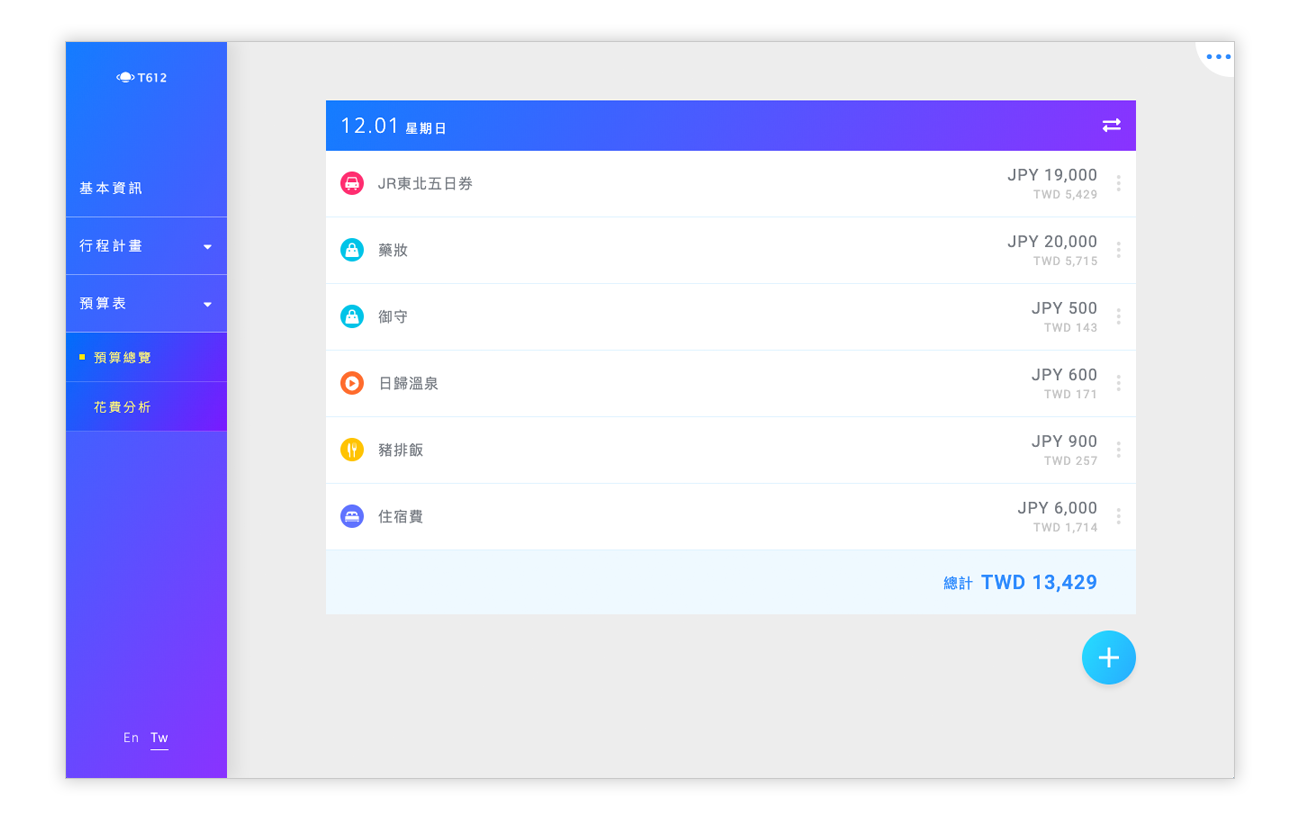 T612
基本資訊
行程計畫
預算表
預算總覽
花費分析
En Tw
12.01 星期日
JR東北五日券
JPY 19,000
TWD 5,429
藥妝
JPY 20,000
TWD 5,715
御守
JPY 500
TWD 143
日歸溫泉
JPY 600
TWD 171
豬排飯
JPY 900
TWD 257
住宿費
JPY 6,000
TWD 1,714
總計 TWD 13,429